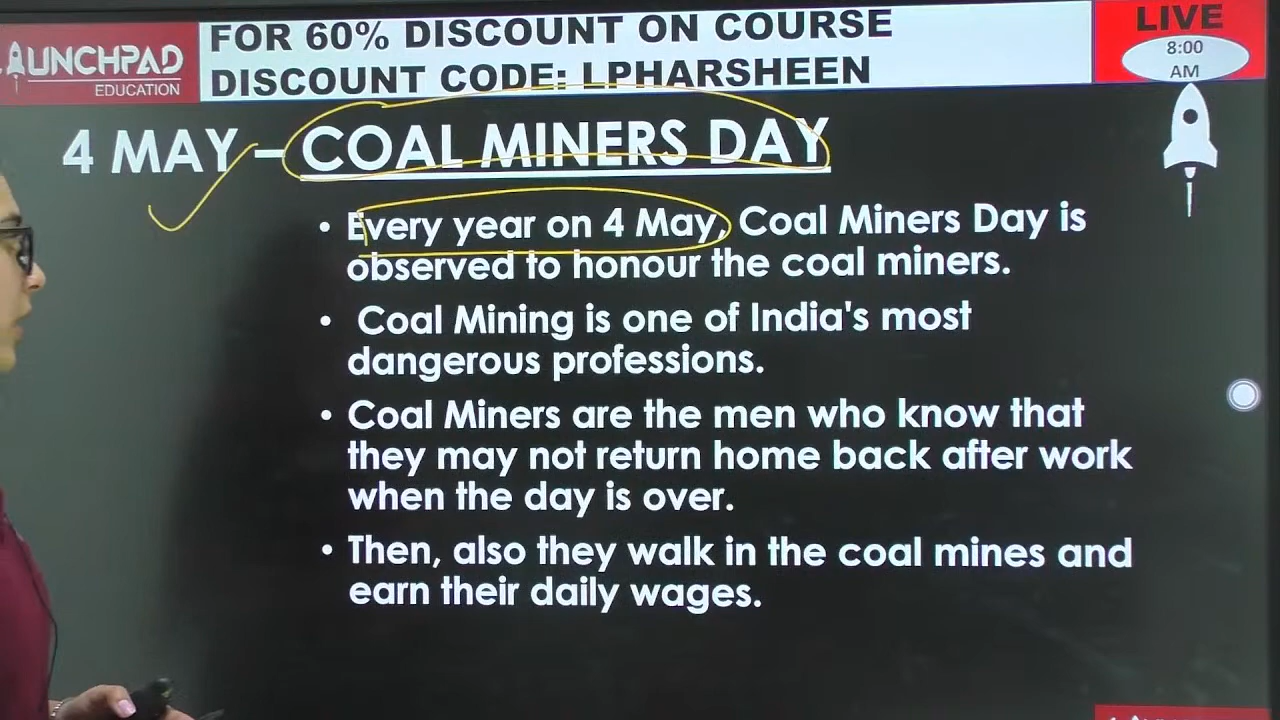 LAUNCHPAD
EDUCATION
FOR 60% DISCOUNT ON COURSE
DISCOUNT CODE: LPHARSHEEN
LIVE
8:00
AM
4 MAY – COAL MINERS DAY
• Every year on 4 May, Coal Miners Day is
observed to honour the coal miners.
• Coal Mining is one of India's most
dangerous professions.
• Coal Miners are the men who know that
they may not return home back after work
when the day is over.
• Then, also they walk in the coal mines and
earn their daily wages.